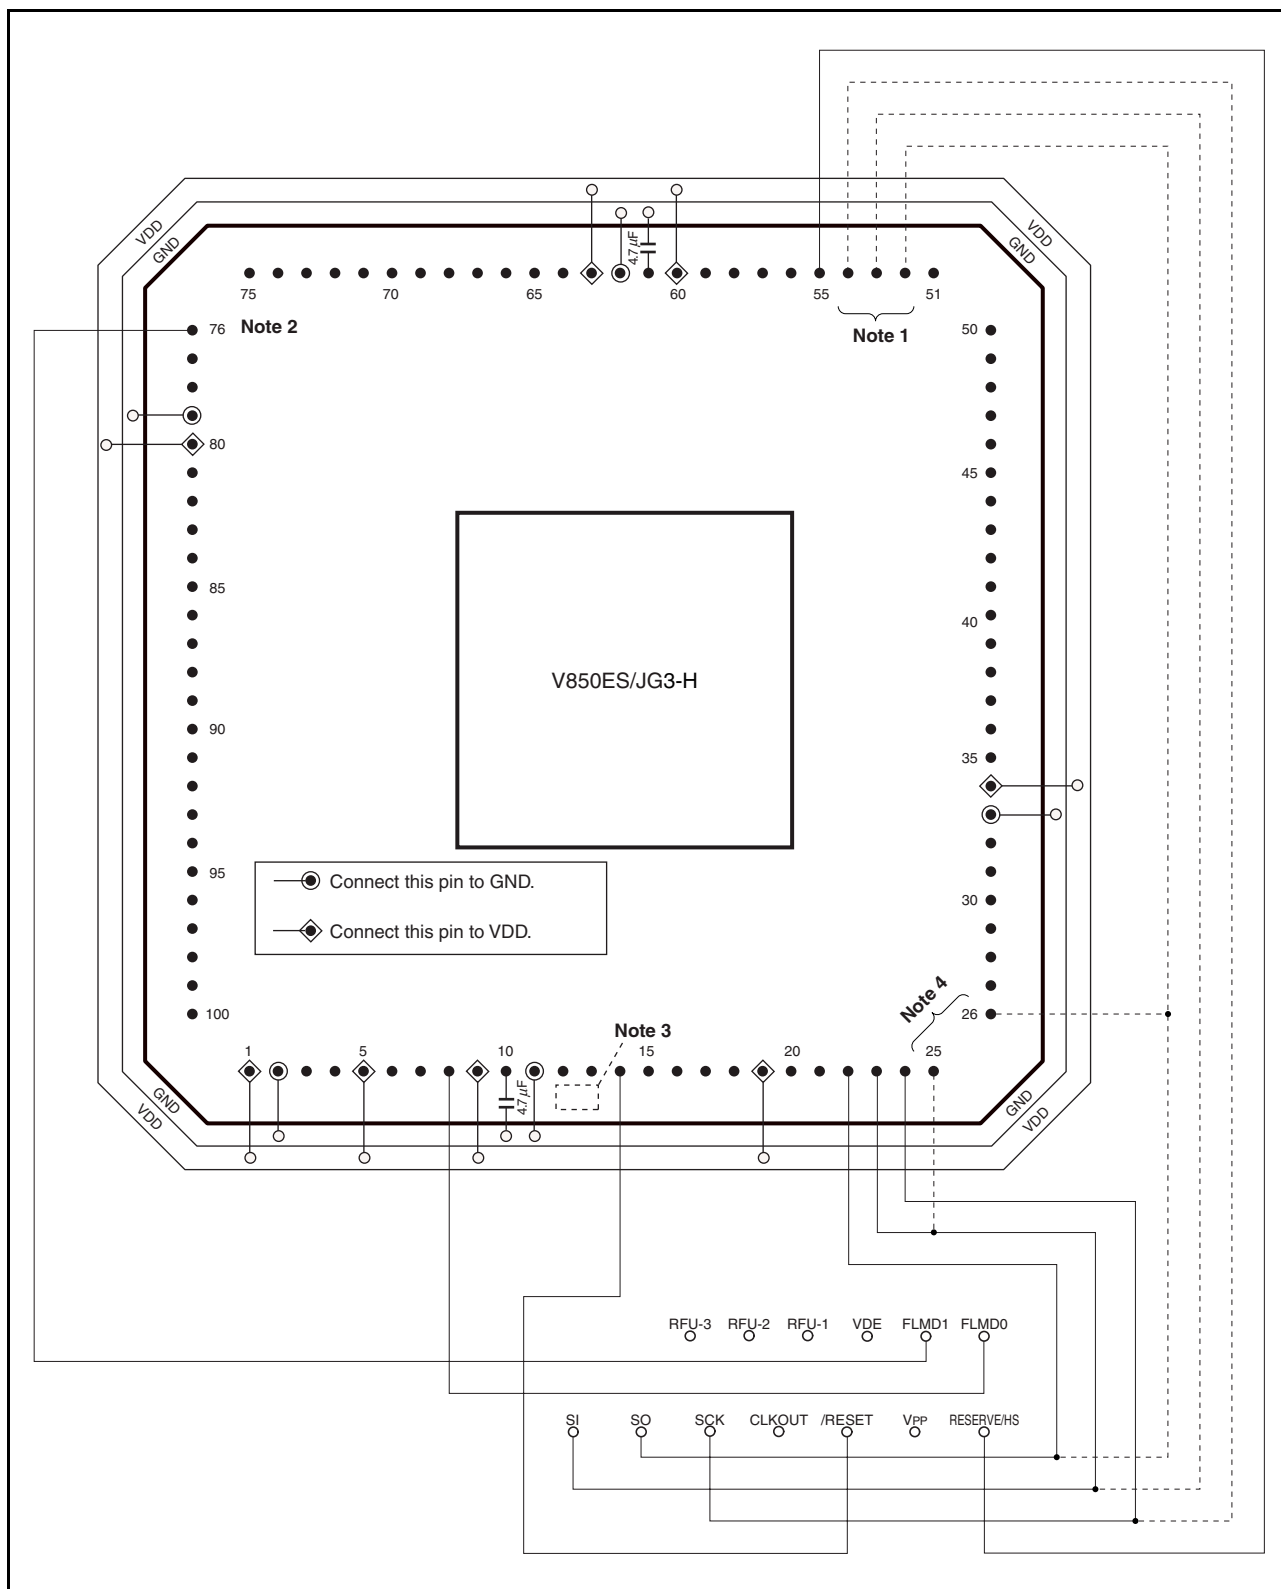 VDD
GND
VDD
GND
4.7 μF
75
70
65
60
55
51
76
Note 2
Note 1
50
80
45
85
40
V850ES/JG3-H
90
35
95
Connect this pin to GND.
30
Connect this pin to VDD.
Note 4
100
26
Note 3
1
5
10
15
20
25
4.7 μF
GND
VDD
GND
VDD
RFU-3
RFU-2
RFU-1
VDE
FLMD1
FLMD0
SI
SO
SCK
CLKOUT
/RESET
VPP
RESERVE/HS